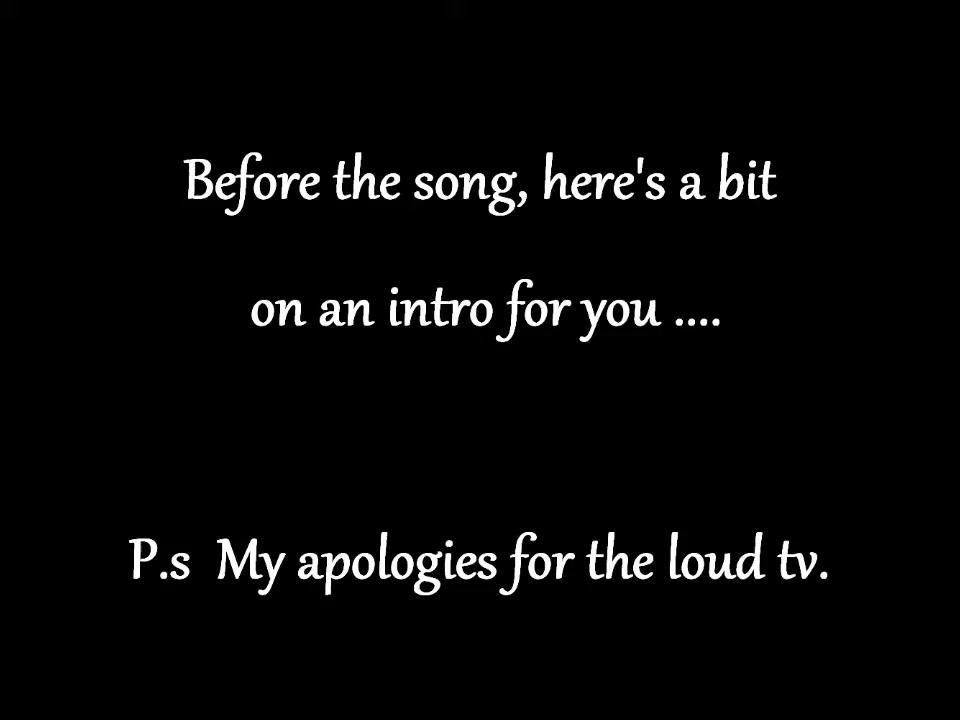 Before the song, here's a bit
on an intro for you ....
P.s My apologies for the loud tv.